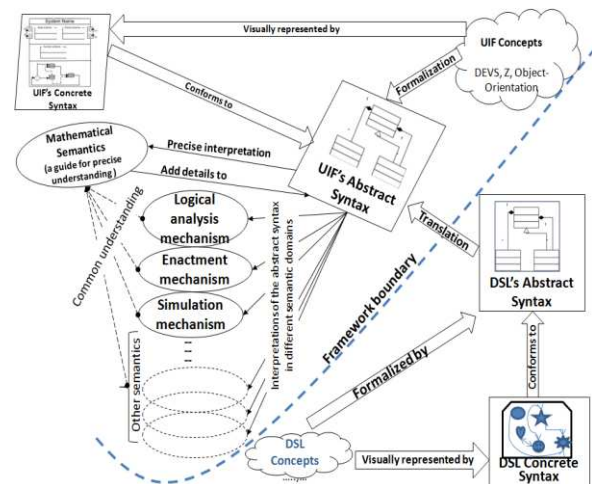 System Name
Visually represented by
UIF Concepts
DEVS, Z, Object-
Orientation
Formalization
UIF's Concrete
Syntax
Conforms to
Mathematical
Semantics
(a guide for precise
understanding)
Precise interpretation
Add details to
UIF's Abstract
Syntax
Logical
analysis
mechanism
Enactment
mechanism
Simulation
mechanism
Common understanding
Interpretations of the abstract syntax
in different semantic domains
Other semantics
Translation
Framework boundary
DSL's Abstract
Syntax
Formalized by
Conforms to
DSL
Concepts
Visually represented by
DSL Concrete
Syntax